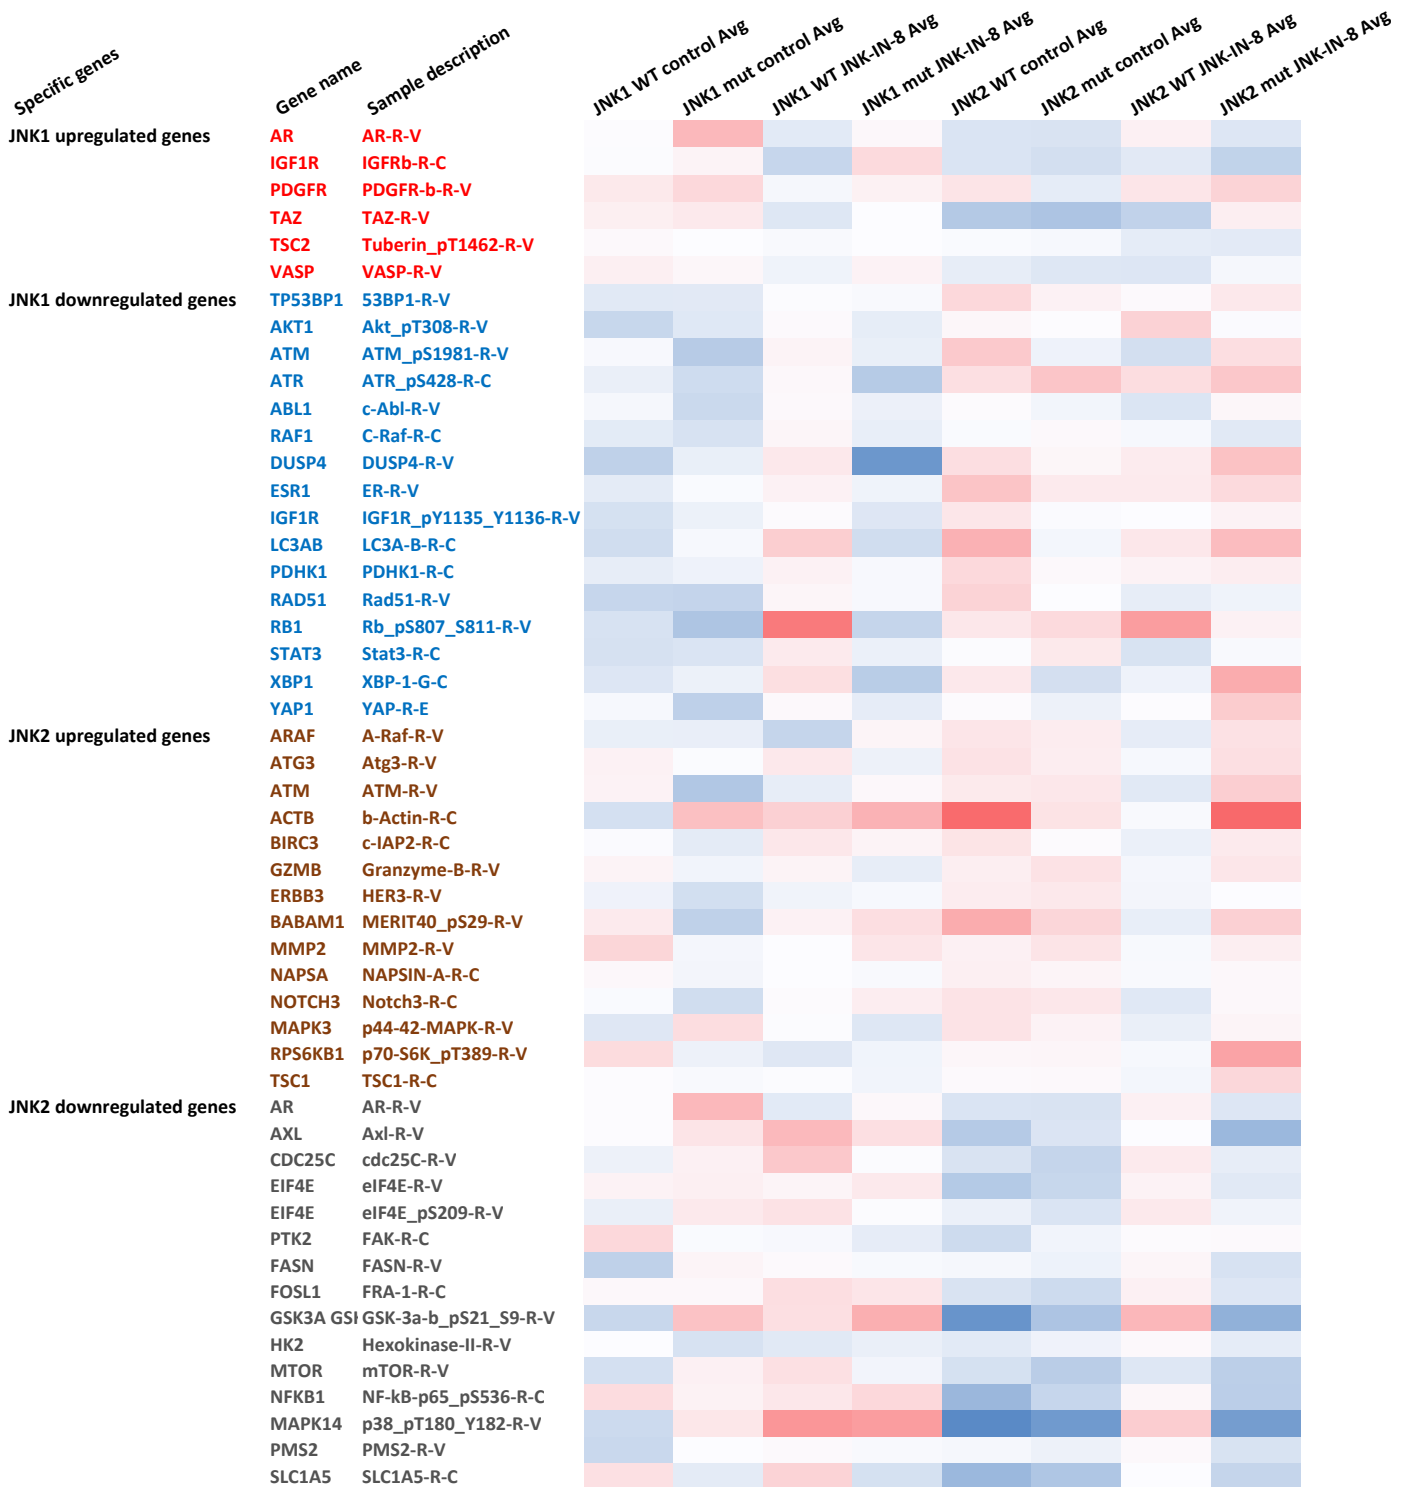 Specific genes
Gene name
Sample description
JNK1 WT control Avg
JNK1 mut control Avg
JNK1 WT JNK-IN-8 Avg
JNK1 mut JNK-IN-8 Avg
JNK2 WT control Avg
JNK2 mut control Avg
JNK2 WT JNK-IN-8 Avg
JNK2 mut JNK-IN-8 Avg
JNK1 upregulated genes AR AR-R-V
IGF1R IGFRb-R-C
PDGFR PDGFR-b-R-V
TAZ TAZ-R-V
TSC2 Tuberin_pT1462-R-V
VASP VASP-R-V
JNK1 downregulated genes TP53BP1 53BP1-R-V
AKT1 Akt_pT308-R-V
ATM ATM_pS1981-R-V
ATR ATR_pS428-R-C
ABL1 c-Abl-R-V
RAF1 C-Raf-R-C
DUSP4 DUSP4-R-V
ESR1 ER-R-V
IGF1R IGF1R_pY1135_Y1136-R-V
LC3AB LC3A-B-R-C
PDHK1 PDHK1-R-C
RAD51 Rad51-R-V
RB1 Rb_pS807_S811-R-V
STAT3 Stat3-R-C
XBP1 XBP-1-G-C
YAP1 YAP-R-E
JNK2 upregulated genes ARAF A-Raf-R-V
ATG3 Atg3-R-V
ATM ATM-R-V
ACTB b-Actin-R-C
BIRC3 c-IAP2-R-C
GZMB Granzyme-B-R-V
ERBB3 HER3-R-V
BABAM1 MERIT40_pS29-R-V
MMP2 MMP2-R-V
NAPSA NAPSIN-A-R-C
NOTCH3 Notch3-R-C
MAPK3 p44-42-MAPK-R-V
RPS6KB1 p70-S6K_pT389-R-V
TSC1 TSC1-R-C
JNK2 downregulated genes AR AR-R-V
AXL Axl-R-V
CDC25C cdc25C-R-V
EIF4E eIF4E-R-V
EIF4E eIF4E_pS209-R-V
PTK2 FAK-R-C
FASN FASN-R-V
FOSL1 FRA-1-R-C
GSK3A GSK-3a-b_pS21_S9-R-V
HK2 Hexokinase-II-R-V
MTOR mTOR-R-V
NFKB1 NF-kB-p65_pS536-R-C
MAPK14 p38_pT180_Y182-R-V
PMS2 PMS2-R-V
SLC1A5 SLC1A5-R-C